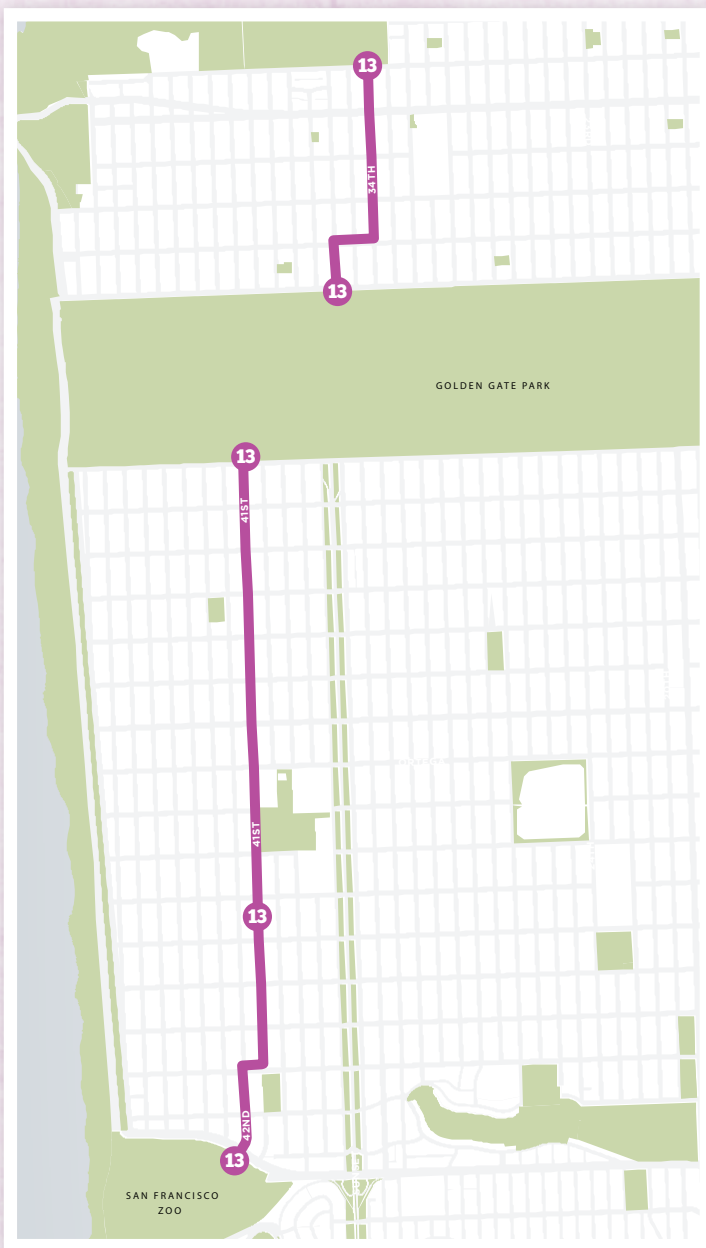 13
34TH
13
GOLDEN GATE PARK
13
41ST
41ST
13
42ND
13
SAN FRANCISCO
ZOO